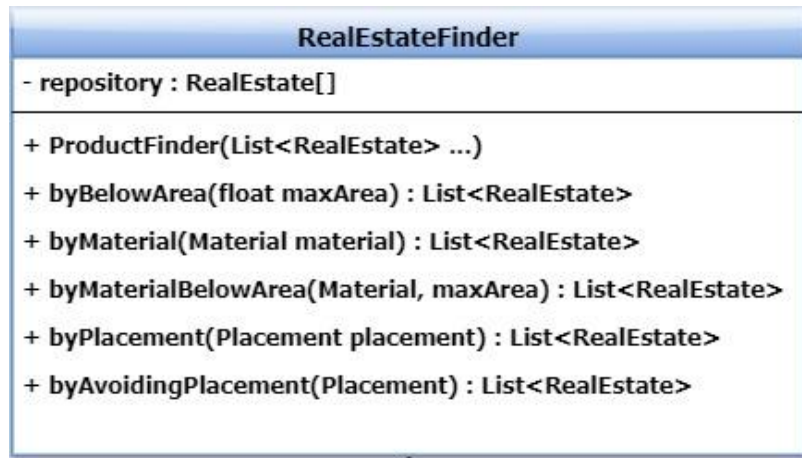 RealEstateFinder
- repository : RealEstate[]
+ ProductFinder(List<RealEstate> ...)
+ byBelowArea(float maxArea) : List<RealEstate>
+ byMaterial(Material material) : List<RealEstate>
+ byMaterialBelowArea(Material, maxArea) : List<RealEstate>
+ byPlacement(Placement placement) : List<RealEstate>
+ byAvoidingPlacement(Placement) : List<RealEstate>